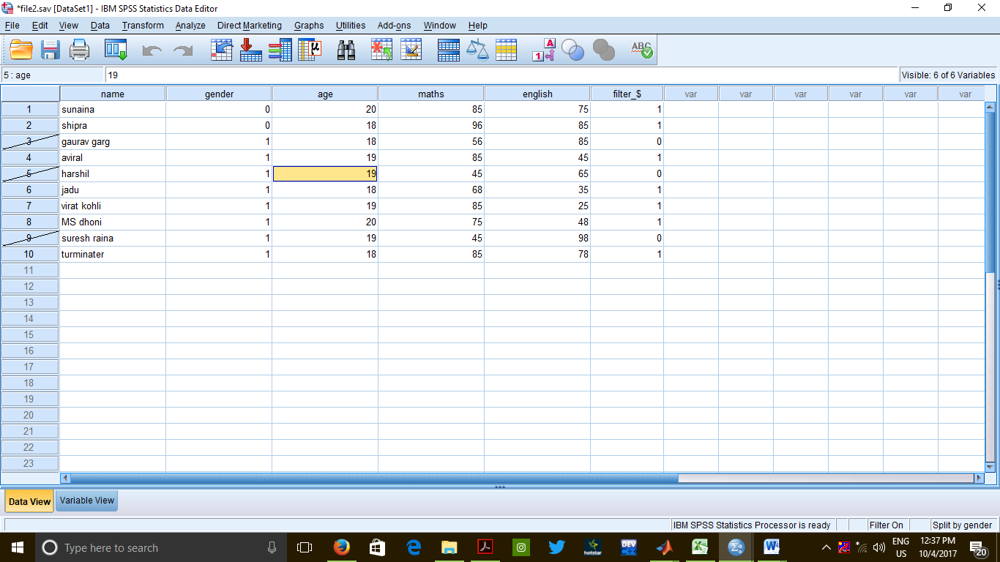 *file2.sav [DataSet1] - IBM SPSS Statistics Data Editor
File Edit View Data Transform Analyze Direct Marketing Graphs Utilities Add-ons Window Help
5 : age 19 Visible: 6 of 6 Variables
name gender age maths english filter_$ var var var var var var
1 sunaina 0 20 85 75 1
2 shipra 0 18 96 85 1
3 gaurav garg 1 18 56 85 0
4 aviral 1 19 85 45 1
5 harshil 1 19 45 65 0
6 jadu 1 18 68 35 1
7 virat kohli 1 19 85 25 1
8 MS dhoni 1 20 75 48 1
9 suresh raina 1 19 45 98 0
10 turminater 1 18 85 78 1
11
12
13
14
15
16
17
18
19
20
21
22
23
Data View Variable View
IBM SPSS Statistics Processor is ready Filter On Split by gender
Type here to search
ENG 12:37 PM
US 10/4/2017 20